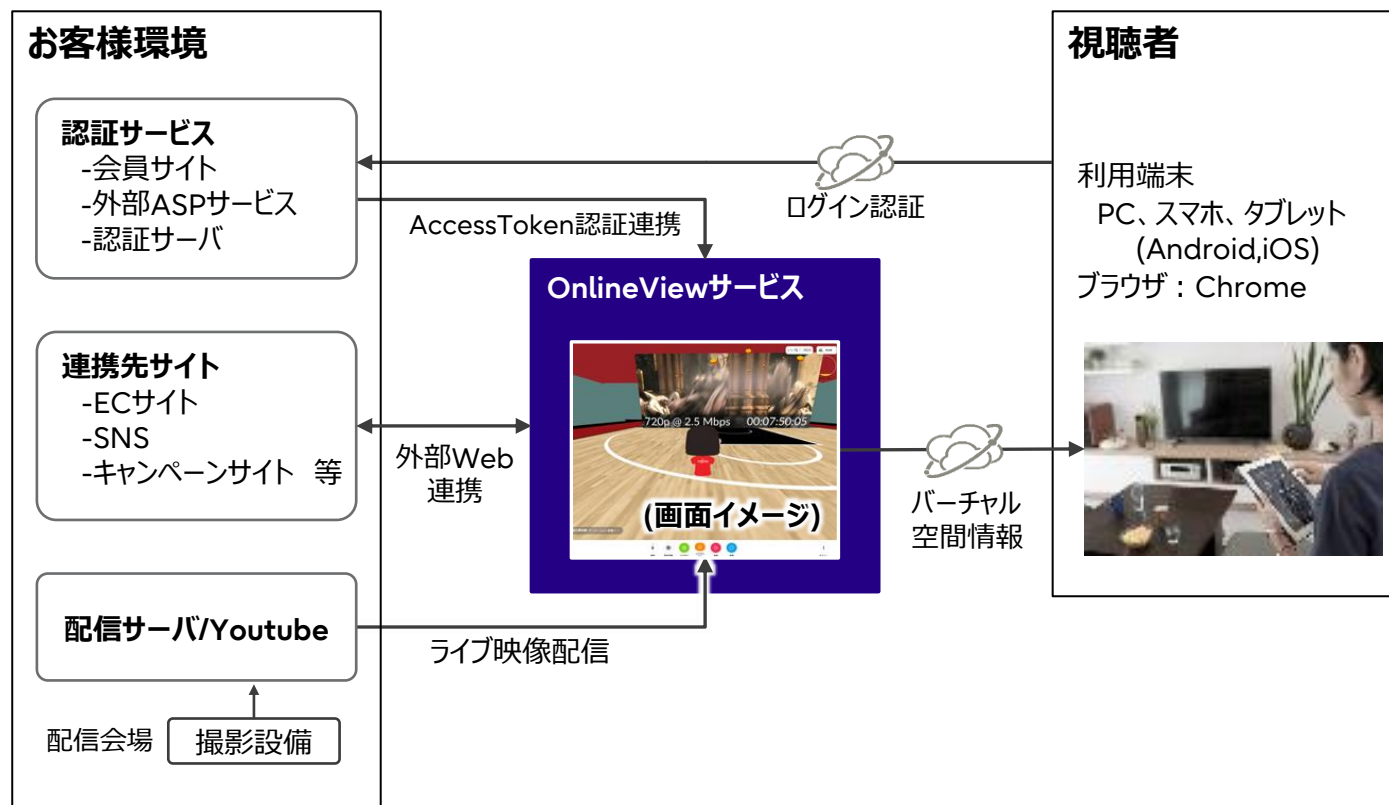 お客様環境
認証サービス
-会員サイト
-外部ASPサービス
-認証サーバ
連携先サイト
-ECサイト
-SNS
-キャンペーンサイト 等
配信サーバ/Youtube
配信会場
撮影設備
ログイン認証
AccessToken認証連携
外部Web
連携
ライブ映像配信
OnlineViewサービス
720p @ 2.5 Mbps 00:07:50:05
(画面イメージ)
バーチャル
空間情報
視聴者
利用端末
PC、スマホ、タブレット
(Android,iOS)
ブラウザ：Chrome